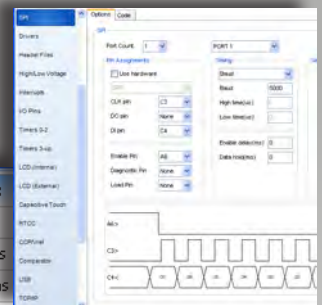 SPI
Drivers
Header Files
High/Low Voltage
Interrupts
I/O Pins
Timers 0-2
Timers 3-up
LCD (Internal)
LCD (External)
Capacitive Touch
RTCC
CCP/ﾠ
Comparator
USB
TCP/IP
Options Code
SPI
Port Count: 1 PORT 1
Pin Assignments
Use hardware
CLK pin C3
DO pin None
DI pin C4
Enable Pin A6
Diagnostic Pin None
Load Pin None
Timing
Baud
Baud 5000
High time(us)
Low time(us)
Enable delay(ms) 0
Data hold(ms) 0
A6>
C3>
C4<